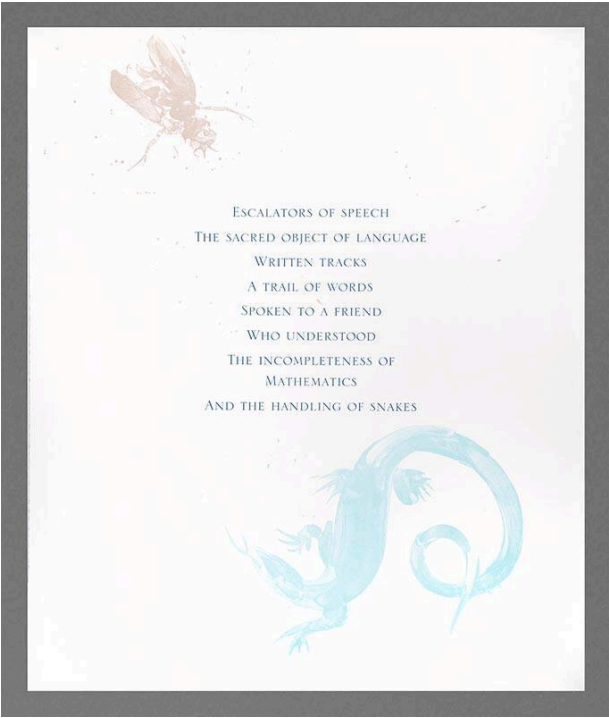 Escalators of speech
The sacred object of language
Written tracks
A trail of words
Spoken to a friend
Who understood
The incompleteness of
Mathematics
And the handling of snakes